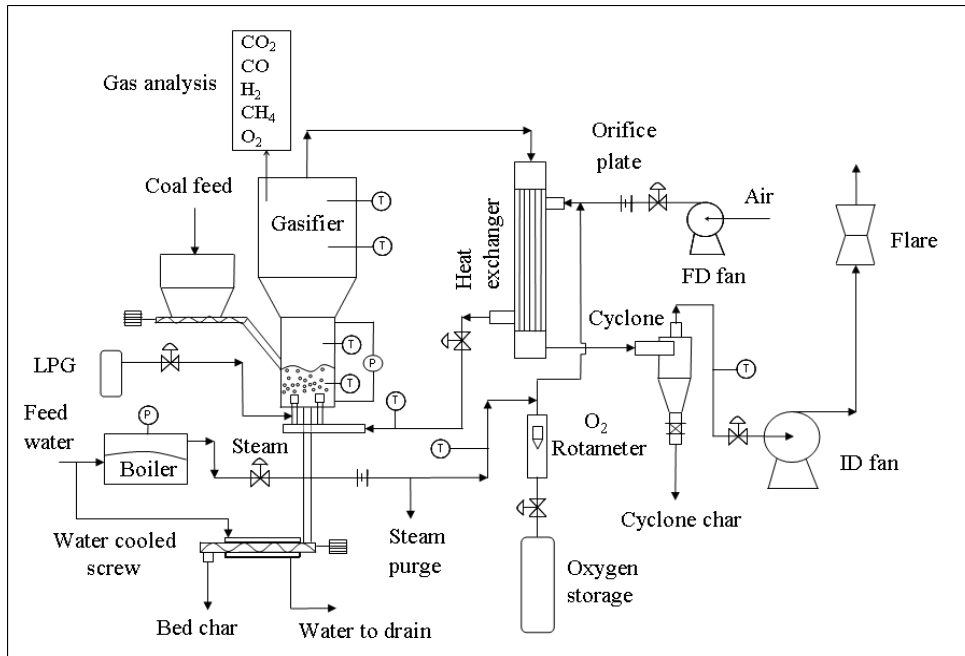 CO₂
CO
H₂
CH₄
O₂
Gas analysis
Coal feed
Gasifier
T
T
T
T
P
Orifice
plate
Air
FD fan
Flare
Heat
exchanger
Cyclone
LPG
Feed
water
P
Boiler
Steam
T
T
T
O₂
Rotameter
ID fan
Cyclone char
Water cooled
screw
Steam
purge
Oxygen
storage
Bed char
Water to drain